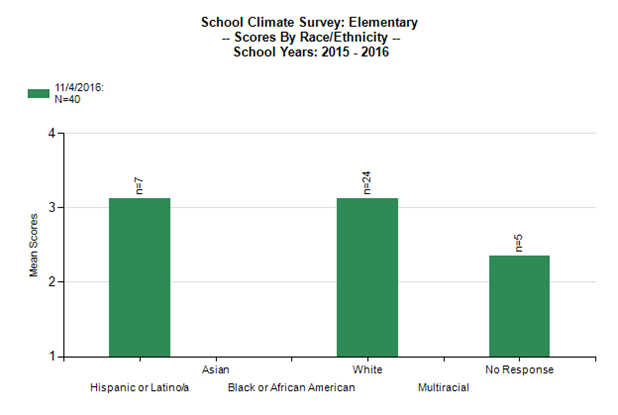 School Climate Survey: Elementary
-- Scores By Race/Ethnicity --
School Years: 2015 - 2016
11/4/2016:
N=40
Mean Scores
4
3
2
1
n=7
n=24
n=5
Asian
White
No Response
Hispanic or Latino/a
Black or African American
Multiracial